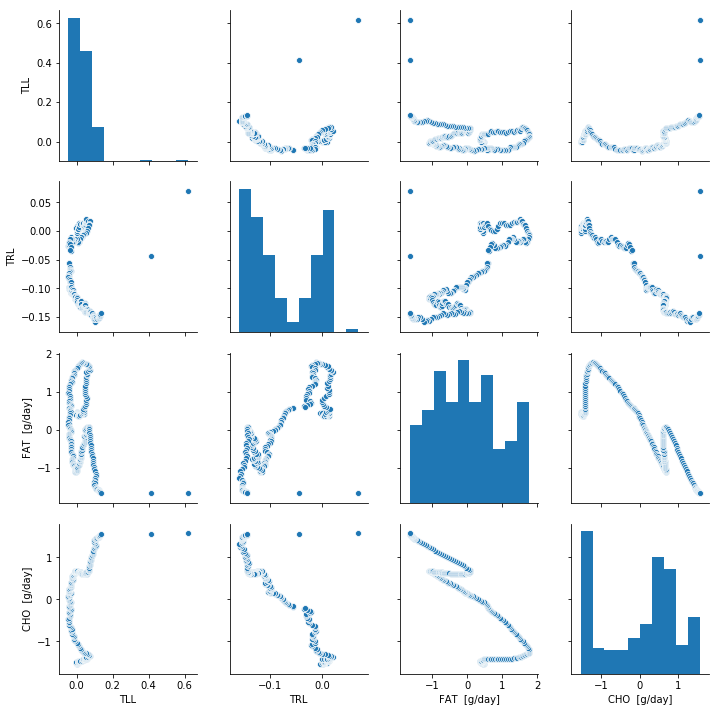 0.6
0.4
0.2
0.0
TLL
0.05
0.00
−0.05
−0.10
−0.15
TRL
2
1
0
−1
FAT  [g/day]
1
0
−1
CHO  [g/day]
0.0 0.2 0.4 0.6
TLL
−0.1 0.0
TRL
−1 0 1 2
FAT  [g/day]
−1 0 1
CHO  [g/day]